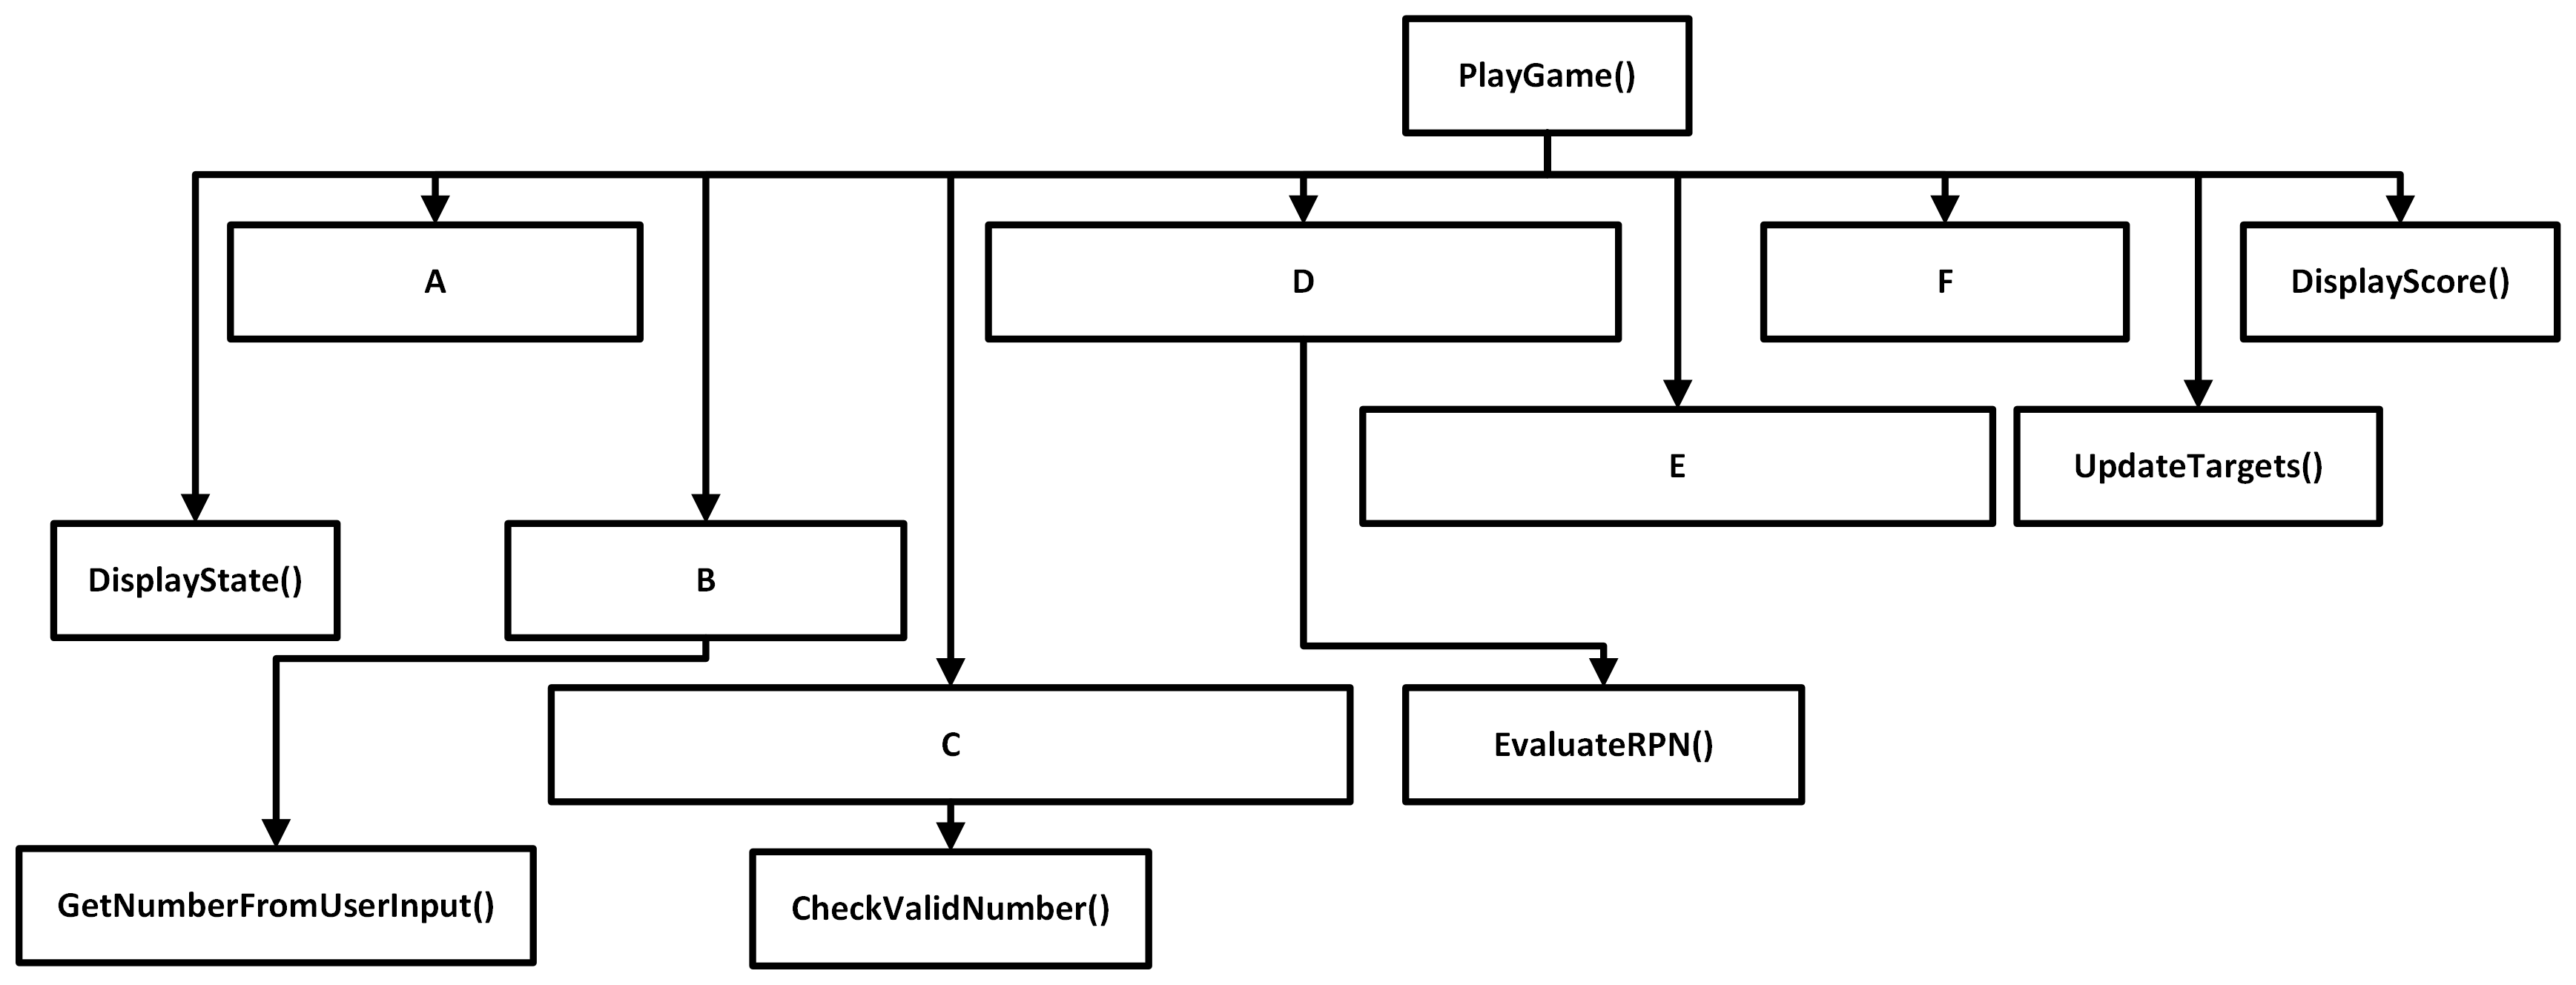 PlayGame()
A
D
F
DisplayScore()
E
UpdateTargets()
DisplayState()
B
C
EvaluateRPN()
GetNumberFromUserInput()
CheckValidNumber()